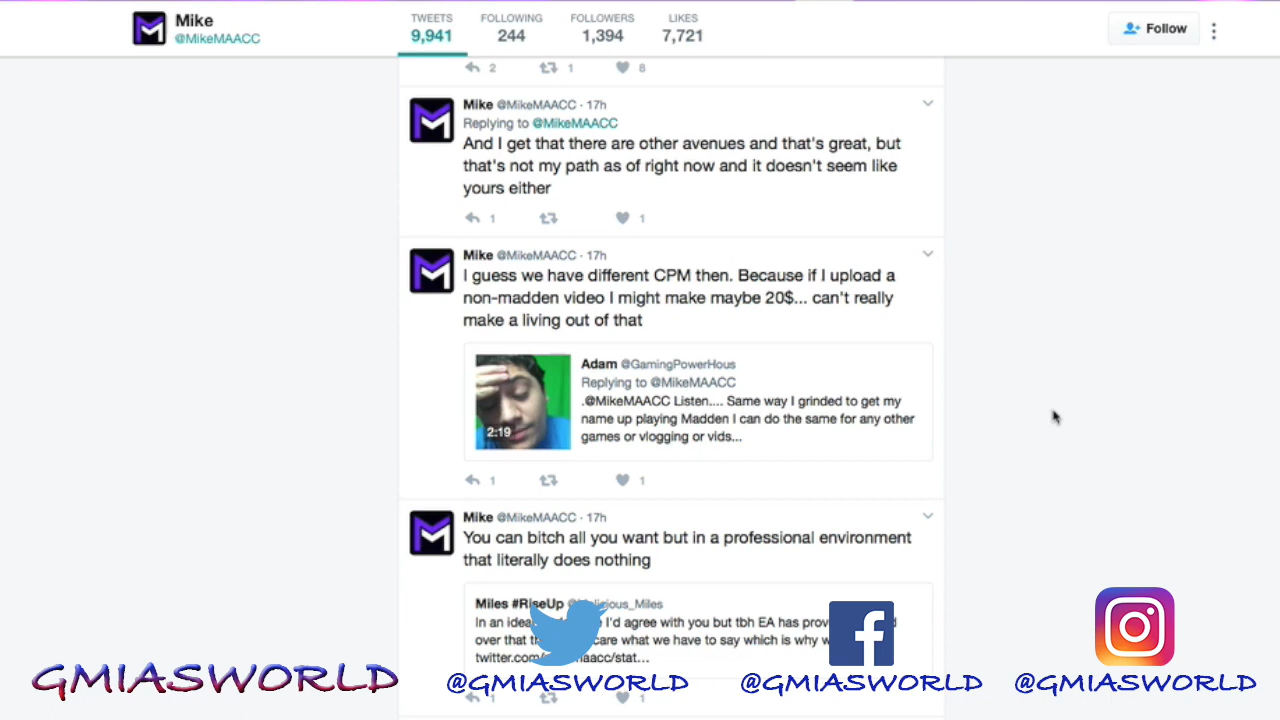 Mike
@MikeMAACC
TWEETS
9,941
FOLLOWING
244
FOLLOWERS
1,394
LIKES
7,721
Follow
2 1 8
Mike @MikeMAACC · 17h
Replying to @MikeMAACC
And I get that there are other avenues and that's great, but
that's not my path as of right now and it doesn't seem like
yours either
1 1
Mike @MikeMAACC · 17h
I guess we have different CPM then. Because if I upload a
non-madden video I might make maybe 20$... can't really
make a living out of that
2:19
Adam @GamingPowerHous
Replying to @MikeMAACC
.@MikeMAACC Listen.... Same way I grinded to get my
name up playing Madden I can do the same for any other
games or vlogging or vids...
1 1
Mike @MikeMAACC · 17h
You can bitch all you want but in a professional environment
that literally does nothing
Miles #RiseUp
In an I'd agree with you but tbh EA has
over that care what we have to say which is why
1 1
GMIASWORLD
@GMIASWORLD
@GMIASWORLD
@GMIASWORLD